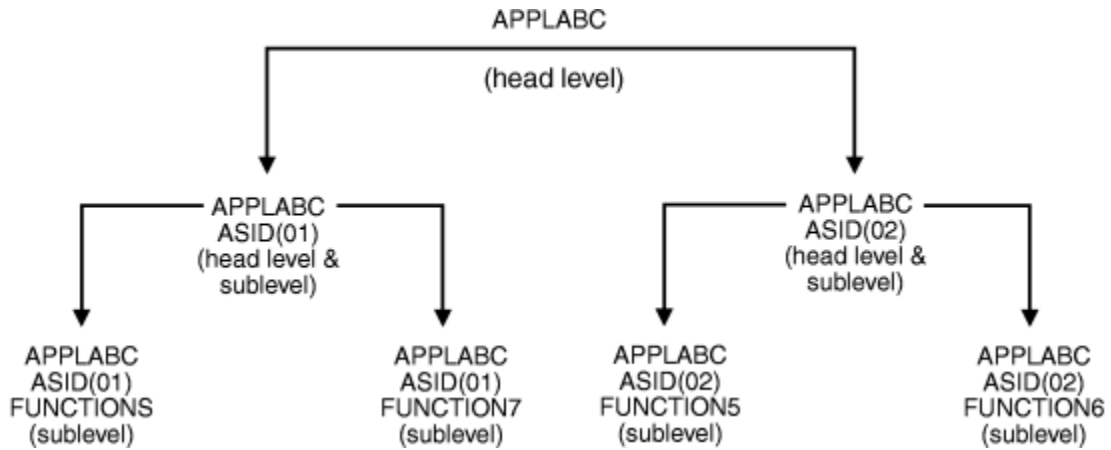 APPLABC
(head level)
APPLABC
ASID(01)
(head level &
sublevel)
APPLABC
ASID(02)
(head level &
sublevel)
APPLABC
ASID(01)
FUNCTIONS
(sublevel)
APPLABC
ASID(01)
FUNCTION7
(sublevel)
APPLABC
ASID(02)
FUNCTION5
(sublevel)
APPLABC
ASID(02)
FUNCTION6
(sublevel)